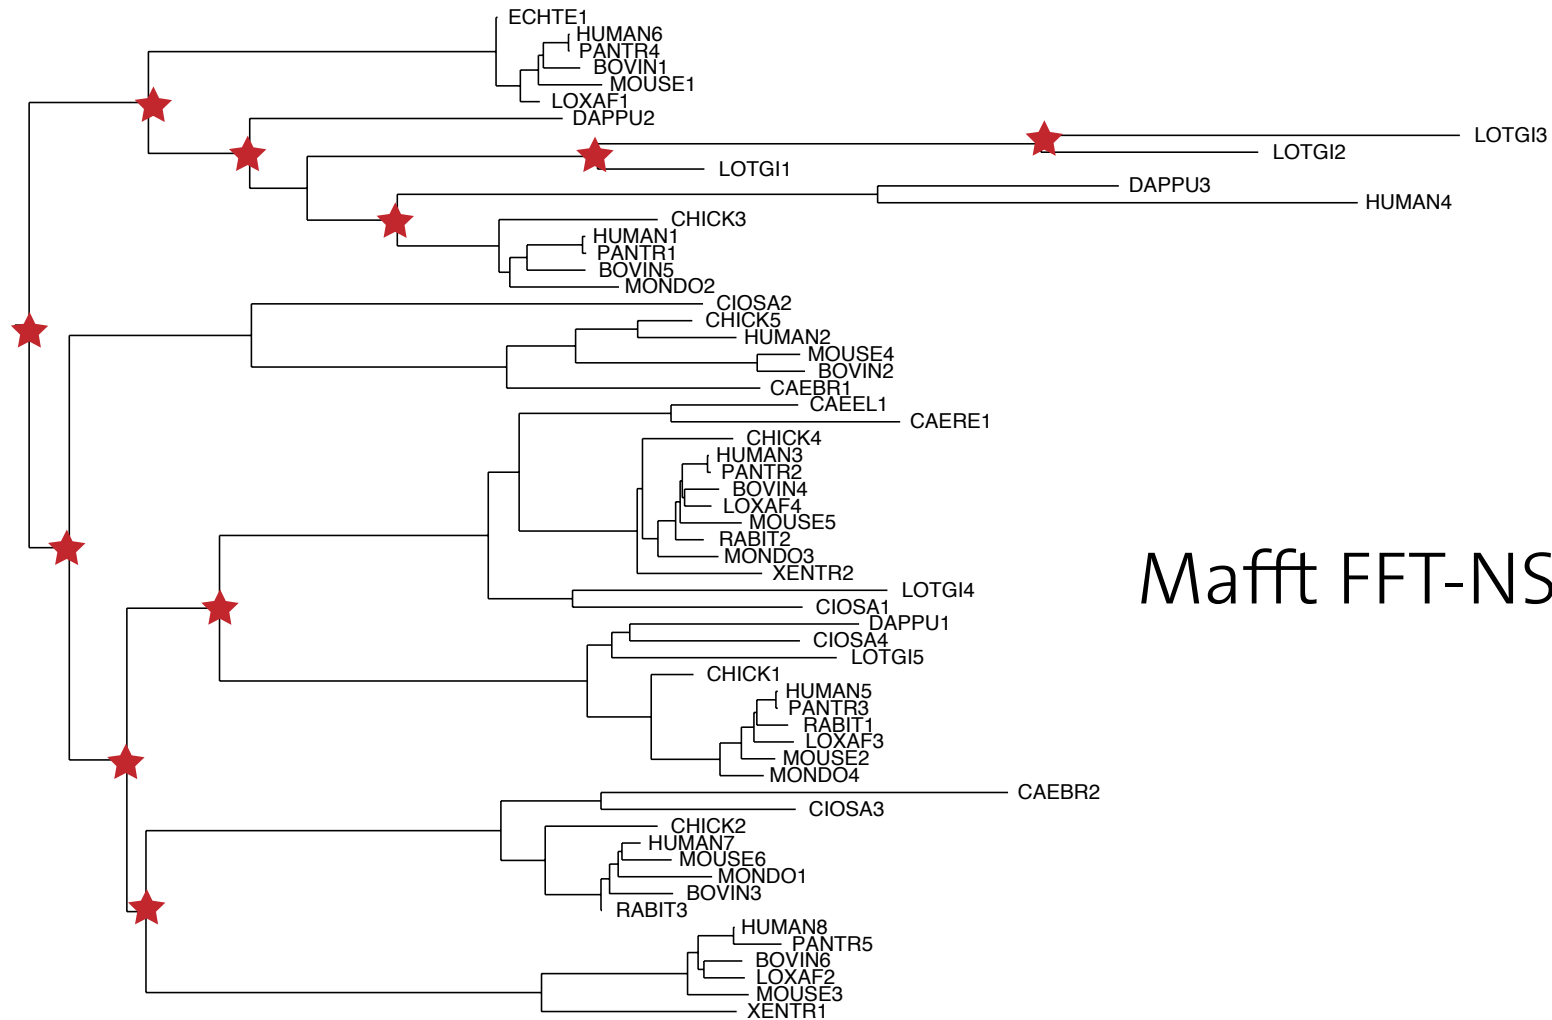 ECHTE1
HUMAN6
PANTR4
BOVIN1
MOUSE1
LOXAF1
DAPPU2
LOTGI3
LOTGI2
LOTGI1
DAPPU3
HUMAN4
CHICK3
HUMAN1
PANTR1
BOVIN5
MONDO2
CIOSA2
CHICK5
HUMAN2
MOUSE4
BOVIN2
CAEBR1
CAEEL1
CAERE1
CHICK4
HUMAN3
PANTR2
BOVIN4
LOXAF4
MOUSE5
RABIT2
MONDO3
XENTR2
Mafft FFT-NS
LOTGI4
CIOSA1
DAPPU1
CIOSA4
LOTGI5
CHICK1
HUMAN5
PANTR3
RABIT1
LOXAF3
MOUSE2
MONDO4
CAEBR2
CIOSA3
CHICK2
HUMAN7
MOUSE6
MONDO1
BOVIN3
RABIT3
HUMAN8
PANTR5
BOVIN6
LOXAF2
MOUSE3
XENTR1